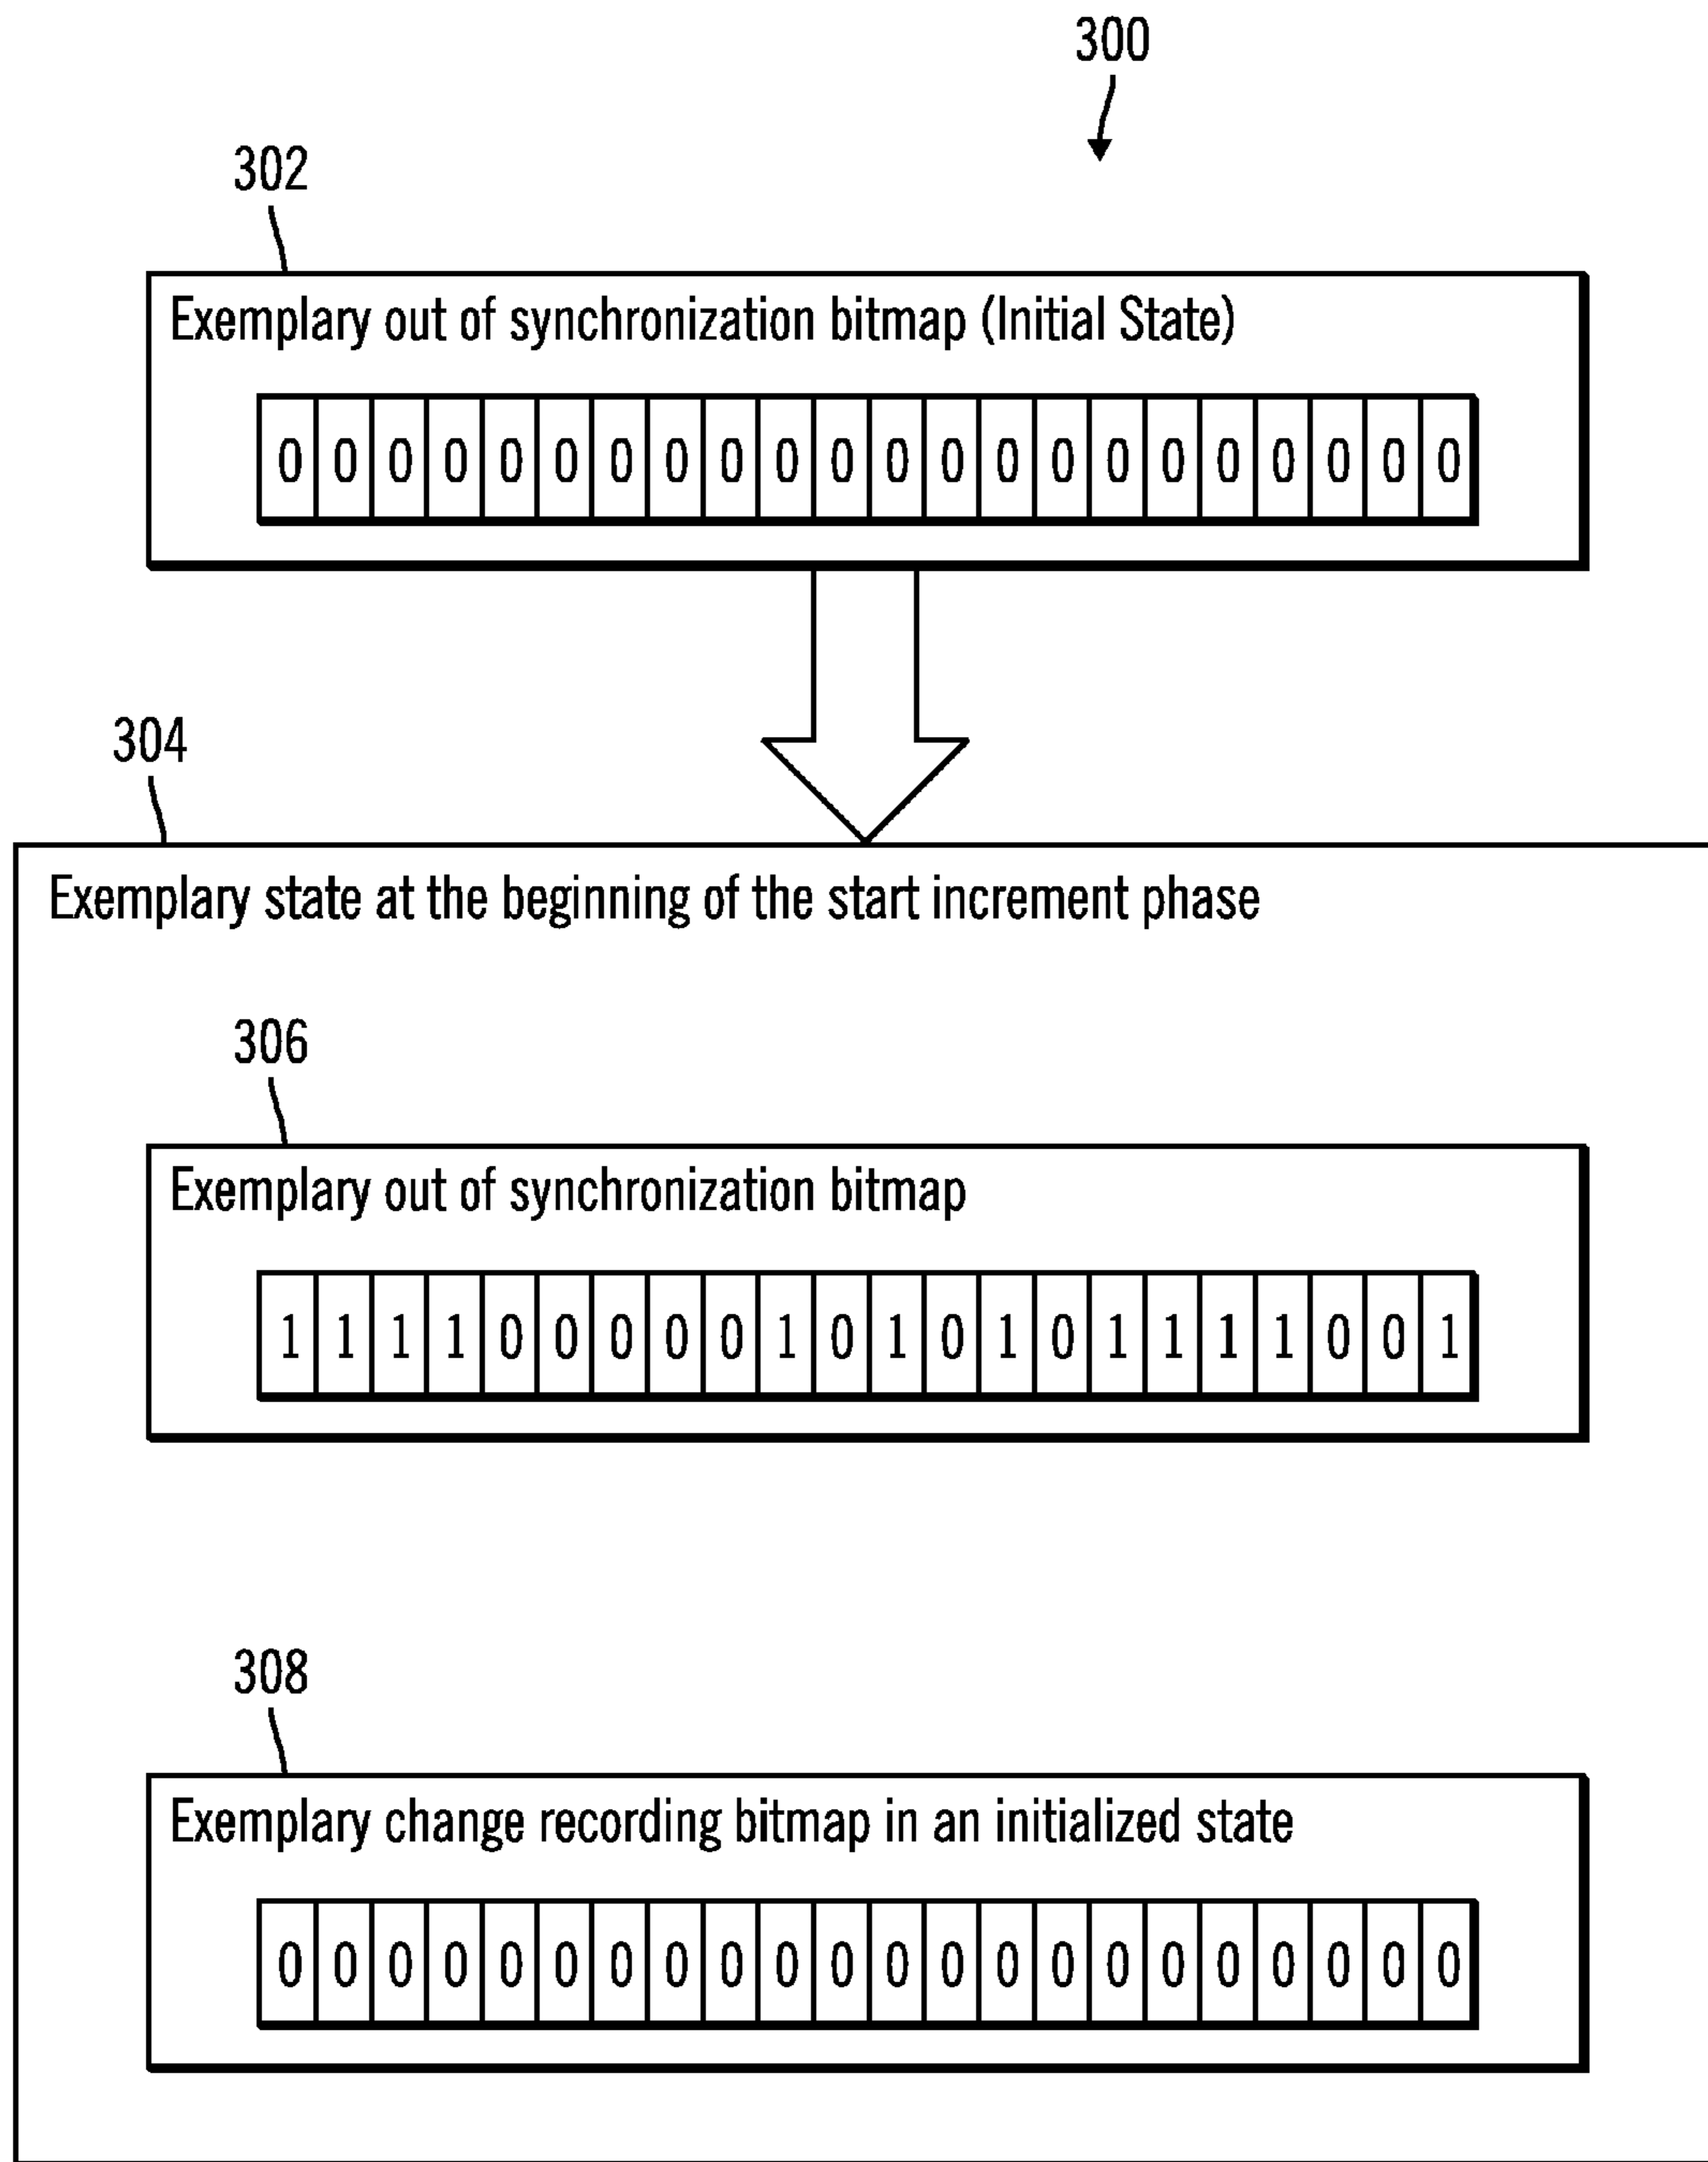 300
302
Exemplary out of synchronization bitmap (Initial State)
0 0 0 0 0 0 0 0 0 0 0 0 0 0 0 0 0 0 0 0 0 0
304
Exemplary state at the beginning of the start increment phase
306
Exemplary out of synchronization bitmap
1 1 1 1 0 0 0 0 0 1 0 1 0 1 0 1 1 1 1 0 0 1
308
Exemplary change recording bitmap in an initialized state
0 0 0 0 0 0 0 0 0 0 0 0 0 0 0 0 0 0 0 0 0 0